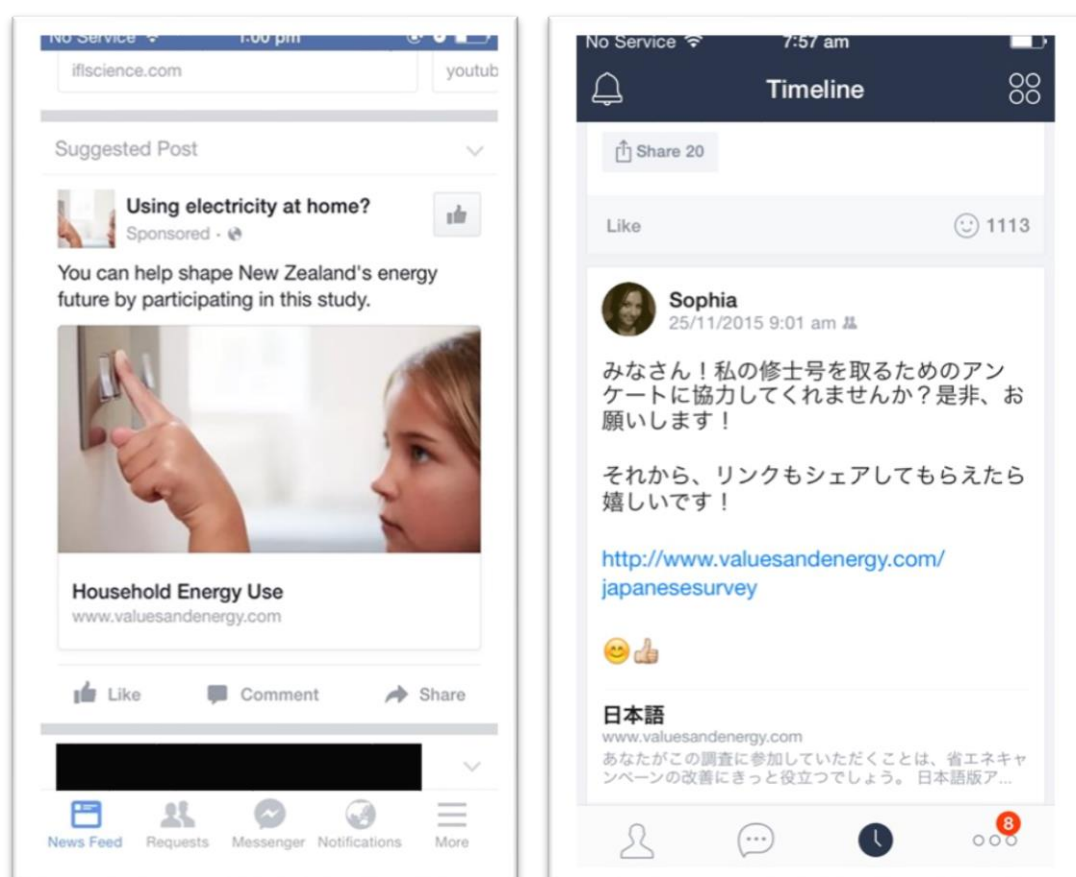 No Service
1:00 pm
iflscience.com
youtub
Suggested Post
Using electricity at home?
Sponsored ·
You can help shape New Zealand's energy
future by participating in this study.
Household Energy Use
www.valuesandenergy.com
Like
Comment
Share
News Feed
Requests
Messenger
Notifications
More
No Service
7:57 am
Timeline
Share 20
Like
1113
Sophia
25/11/2015 9:01 am
みなさん！私の修士号を取るためのアン
ケートに協力してくれませんか？是非、お
願いします！
それから、リンクもシェアしてもらえたら
嬉しいです！
http://www.valuesandenergy.com/
japanesesurvey
日本語
www.valuesandenergy.com
あなたがこの調査に参加していただくことは、省エネキャ
ンペーンの改善にきっと役立つでしょう。 日本語版ア...
8